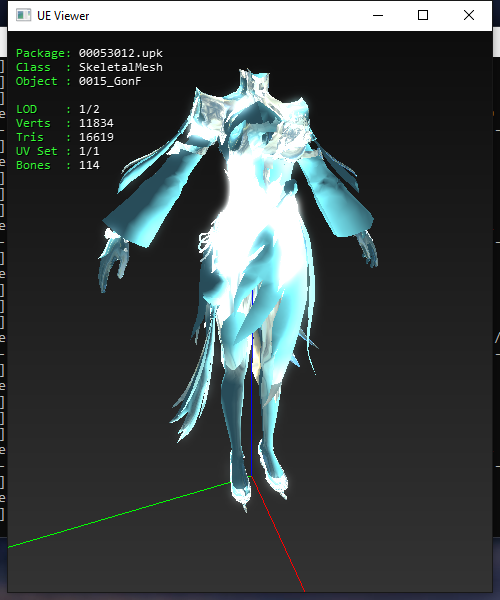 UE Viewer
Package: 00053012.upk
Class : SkeletalMesh
Object : 0015_GonF
LOD : 1/2
Verts : 11834
Tris : 16619
UV Set : 1/1
Bones : 114